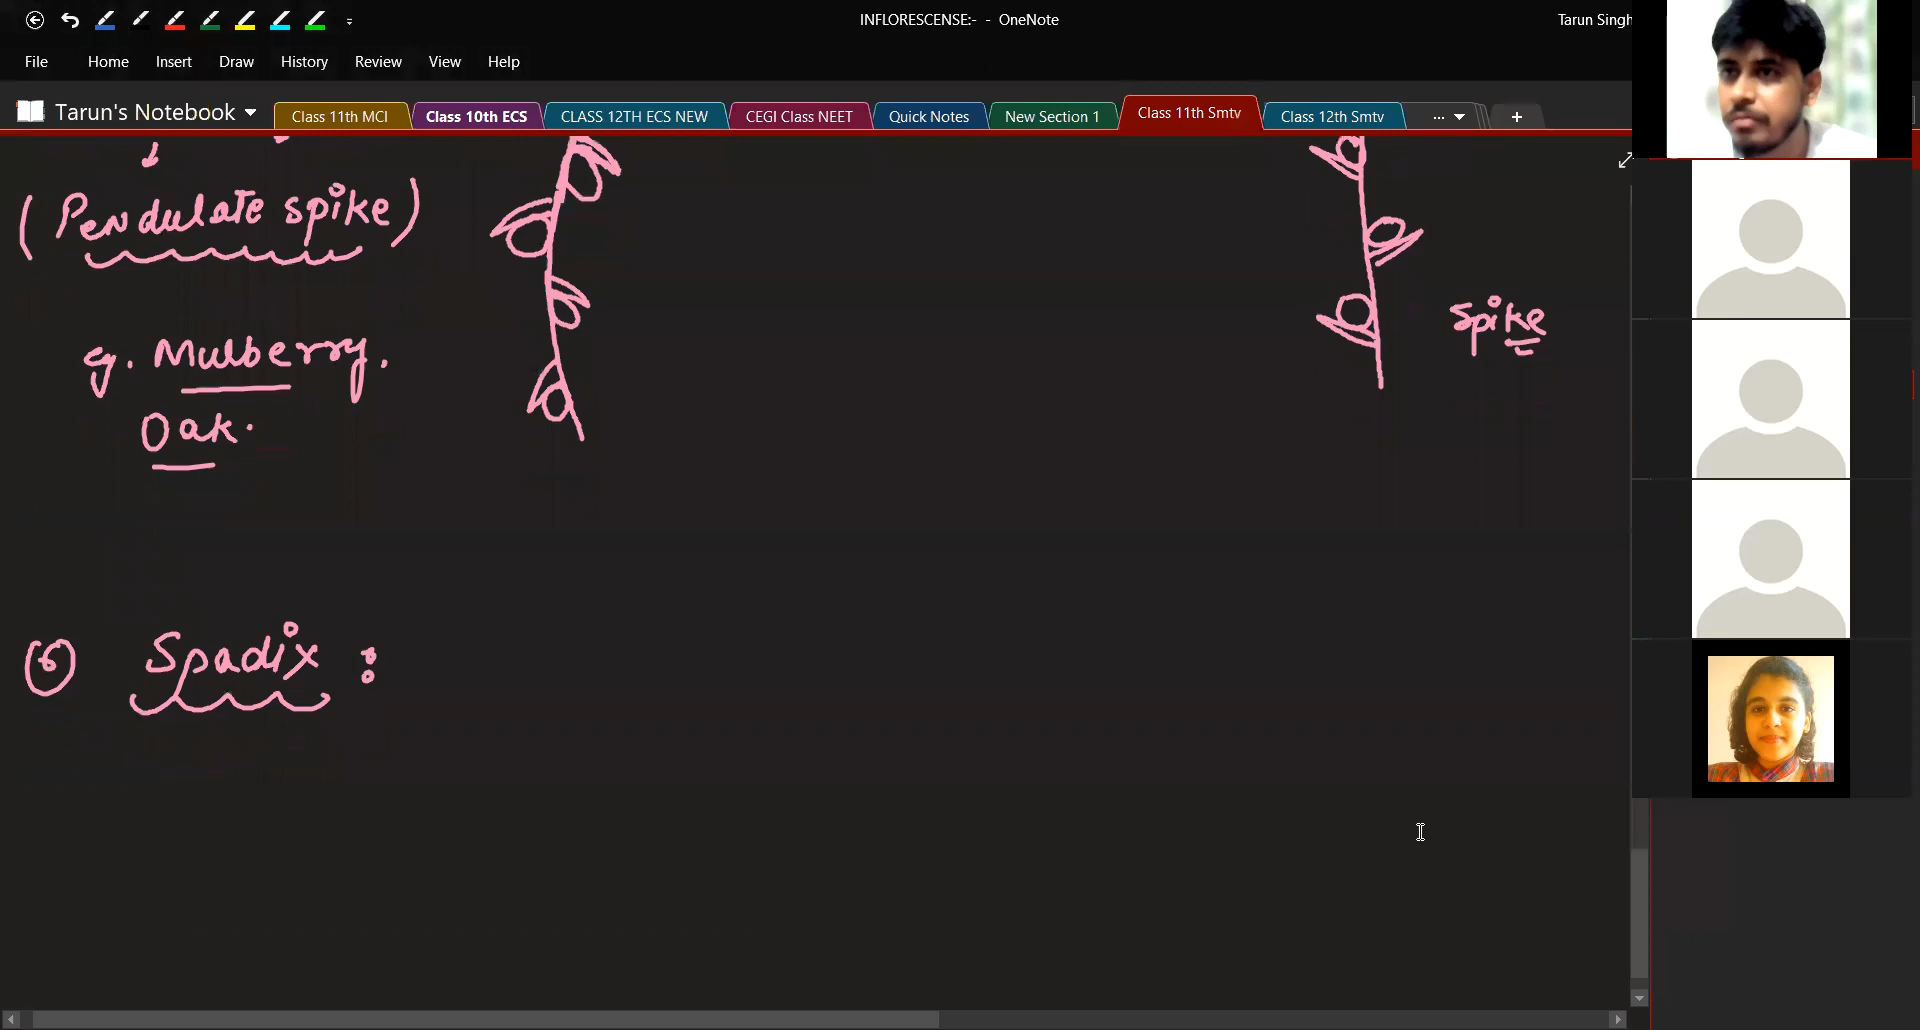 INFLORESCENSE:- - OneNote
Tarun Singh
File Home Insert Draw History Review View Help
Tarun's Notebook
Class 11th MCI
Class 10th ECS
CLASS 12TH ECS NEW
CEGI Class NEET
Quick Notes
New Section 1
Class 11th Smtv
Class 12th Smtv
...
+
(Pendulate spike)
eg. Mulberry.
Oak.
Spike
⑥ Spadix :